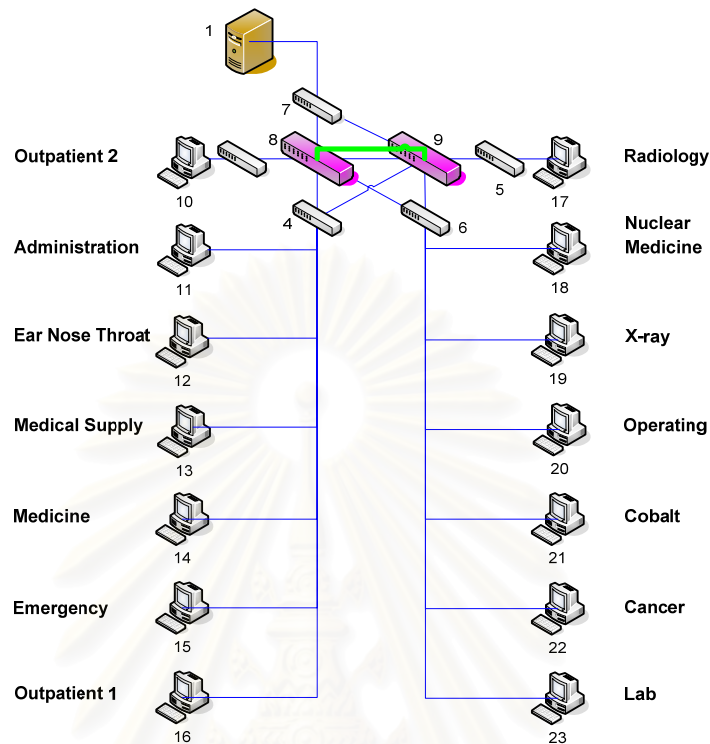 1
7
8
9
Outpatient 2
Radiology
10
5
17
4
6
Administration
Nuclear
Medicine
11
18
Ear Nose Throat
X-ray
12
19
Medical Supply
Operating
13
20
Medicine
Cobalt
14
21
Emergency
Cancer
15
22
Outpatient 1
Lab
16
23